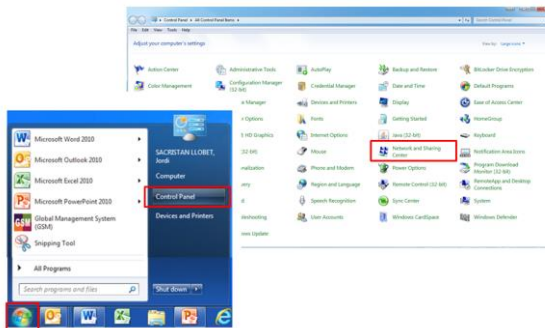 Control Panel ▸ All Control Panel Items ▸
Search Control Panel
File Edit View Tools Help
Adjust your computer's settings
View by: Large icons
Action Center
Administrative Tools
AutoPlay
Backup and Restore
BitLocker Drive Encryption
Color Management
Configuration Manager
(32-bit)
Credential Manager
Date and Time
Default Programs
Devices and Printers
Display
Ease of Access Center
Fonts
Getting Started
HomeGroup
Internet Options
Java (32-bit)
Keyboard
Mouse
Network and Sharing
Center
Notification Area Icons
Phone and Modem
Power Options
Program Download
Monitor (32-bit)
Region and Language
Remote Control (32-bit)
RemoteApp and Desktop
Connections
Speech Recognition
Sync Center
System
User Accounts
Windows CardSpace
Windows Defender
Microsoft Word 2010
Microsoft Outlook 2010
Microsoft Excel 2010
Microsoft PowerPoint 2010
GSM
Global Management System
(GSM)
Snipping Tool
All Programs
Search programs and files
SACRISTAN LLOBET,
Jordi
Computer
Control Panel
Devices and Printers
Shut down